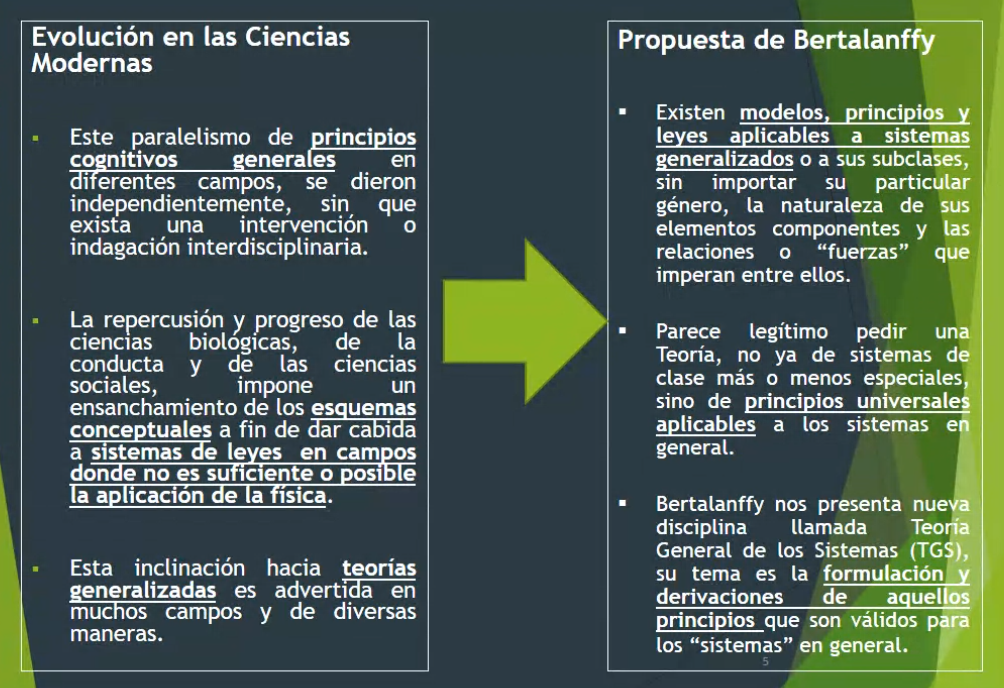 Evolución en las Ciencias
Modernas
▪ Este paralelismo de principios
cognitivos generales en
diferentes campos, se dieron
independientemente, sin que
exista una intervención o
indagación interdisciplinaria.
▪ La repercusión y progreso de las
ciencias biológicas, de la
conducta y de las ciencias
sociales, impone un
ensanchamiento de los esquemas
conceptuales a fin de dar cabida
a sistemas de leyes en campos
donde no es suficiente o posible
la aplicación de la física.
▪ Esta inclinación hacia teorías
generalizadas es advertida en
muchos campos y de diversas
maneras.
Propuesta de Bertalanffy
▪ Existen modelos, principios y
leyes aplicables a sistemas
generalizados o a sus subclases,
sin importar su particular
género, la naturaleza de sus
elementos componentes y las
relaciones o “fuerzas” que
imperan entre ellos.
▪ Parece legítimo pedir una
Teoría, no ya de sistemas de
clase más o menos especiales,
sino de principios universales
aplicables a los sistemas en
general.
▪ Bertalanffy nos presenta nueva
disciplina llamada Teoría
General de los Sistemas (TGS),
su tema es la formulación y
derivaciones de aquellos
principios que son válidos para
los “sistemas” en general.
5